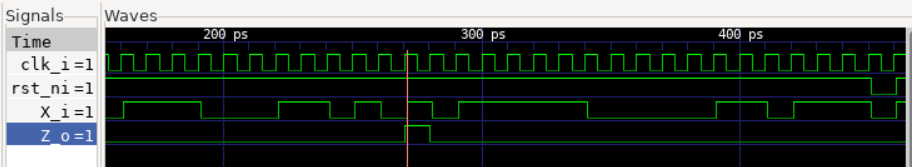 Signals
Waves
Time
200 ps
300 ps
400 ps
clk_i=1
rst_ni=1
X_i=1
Z_o=1